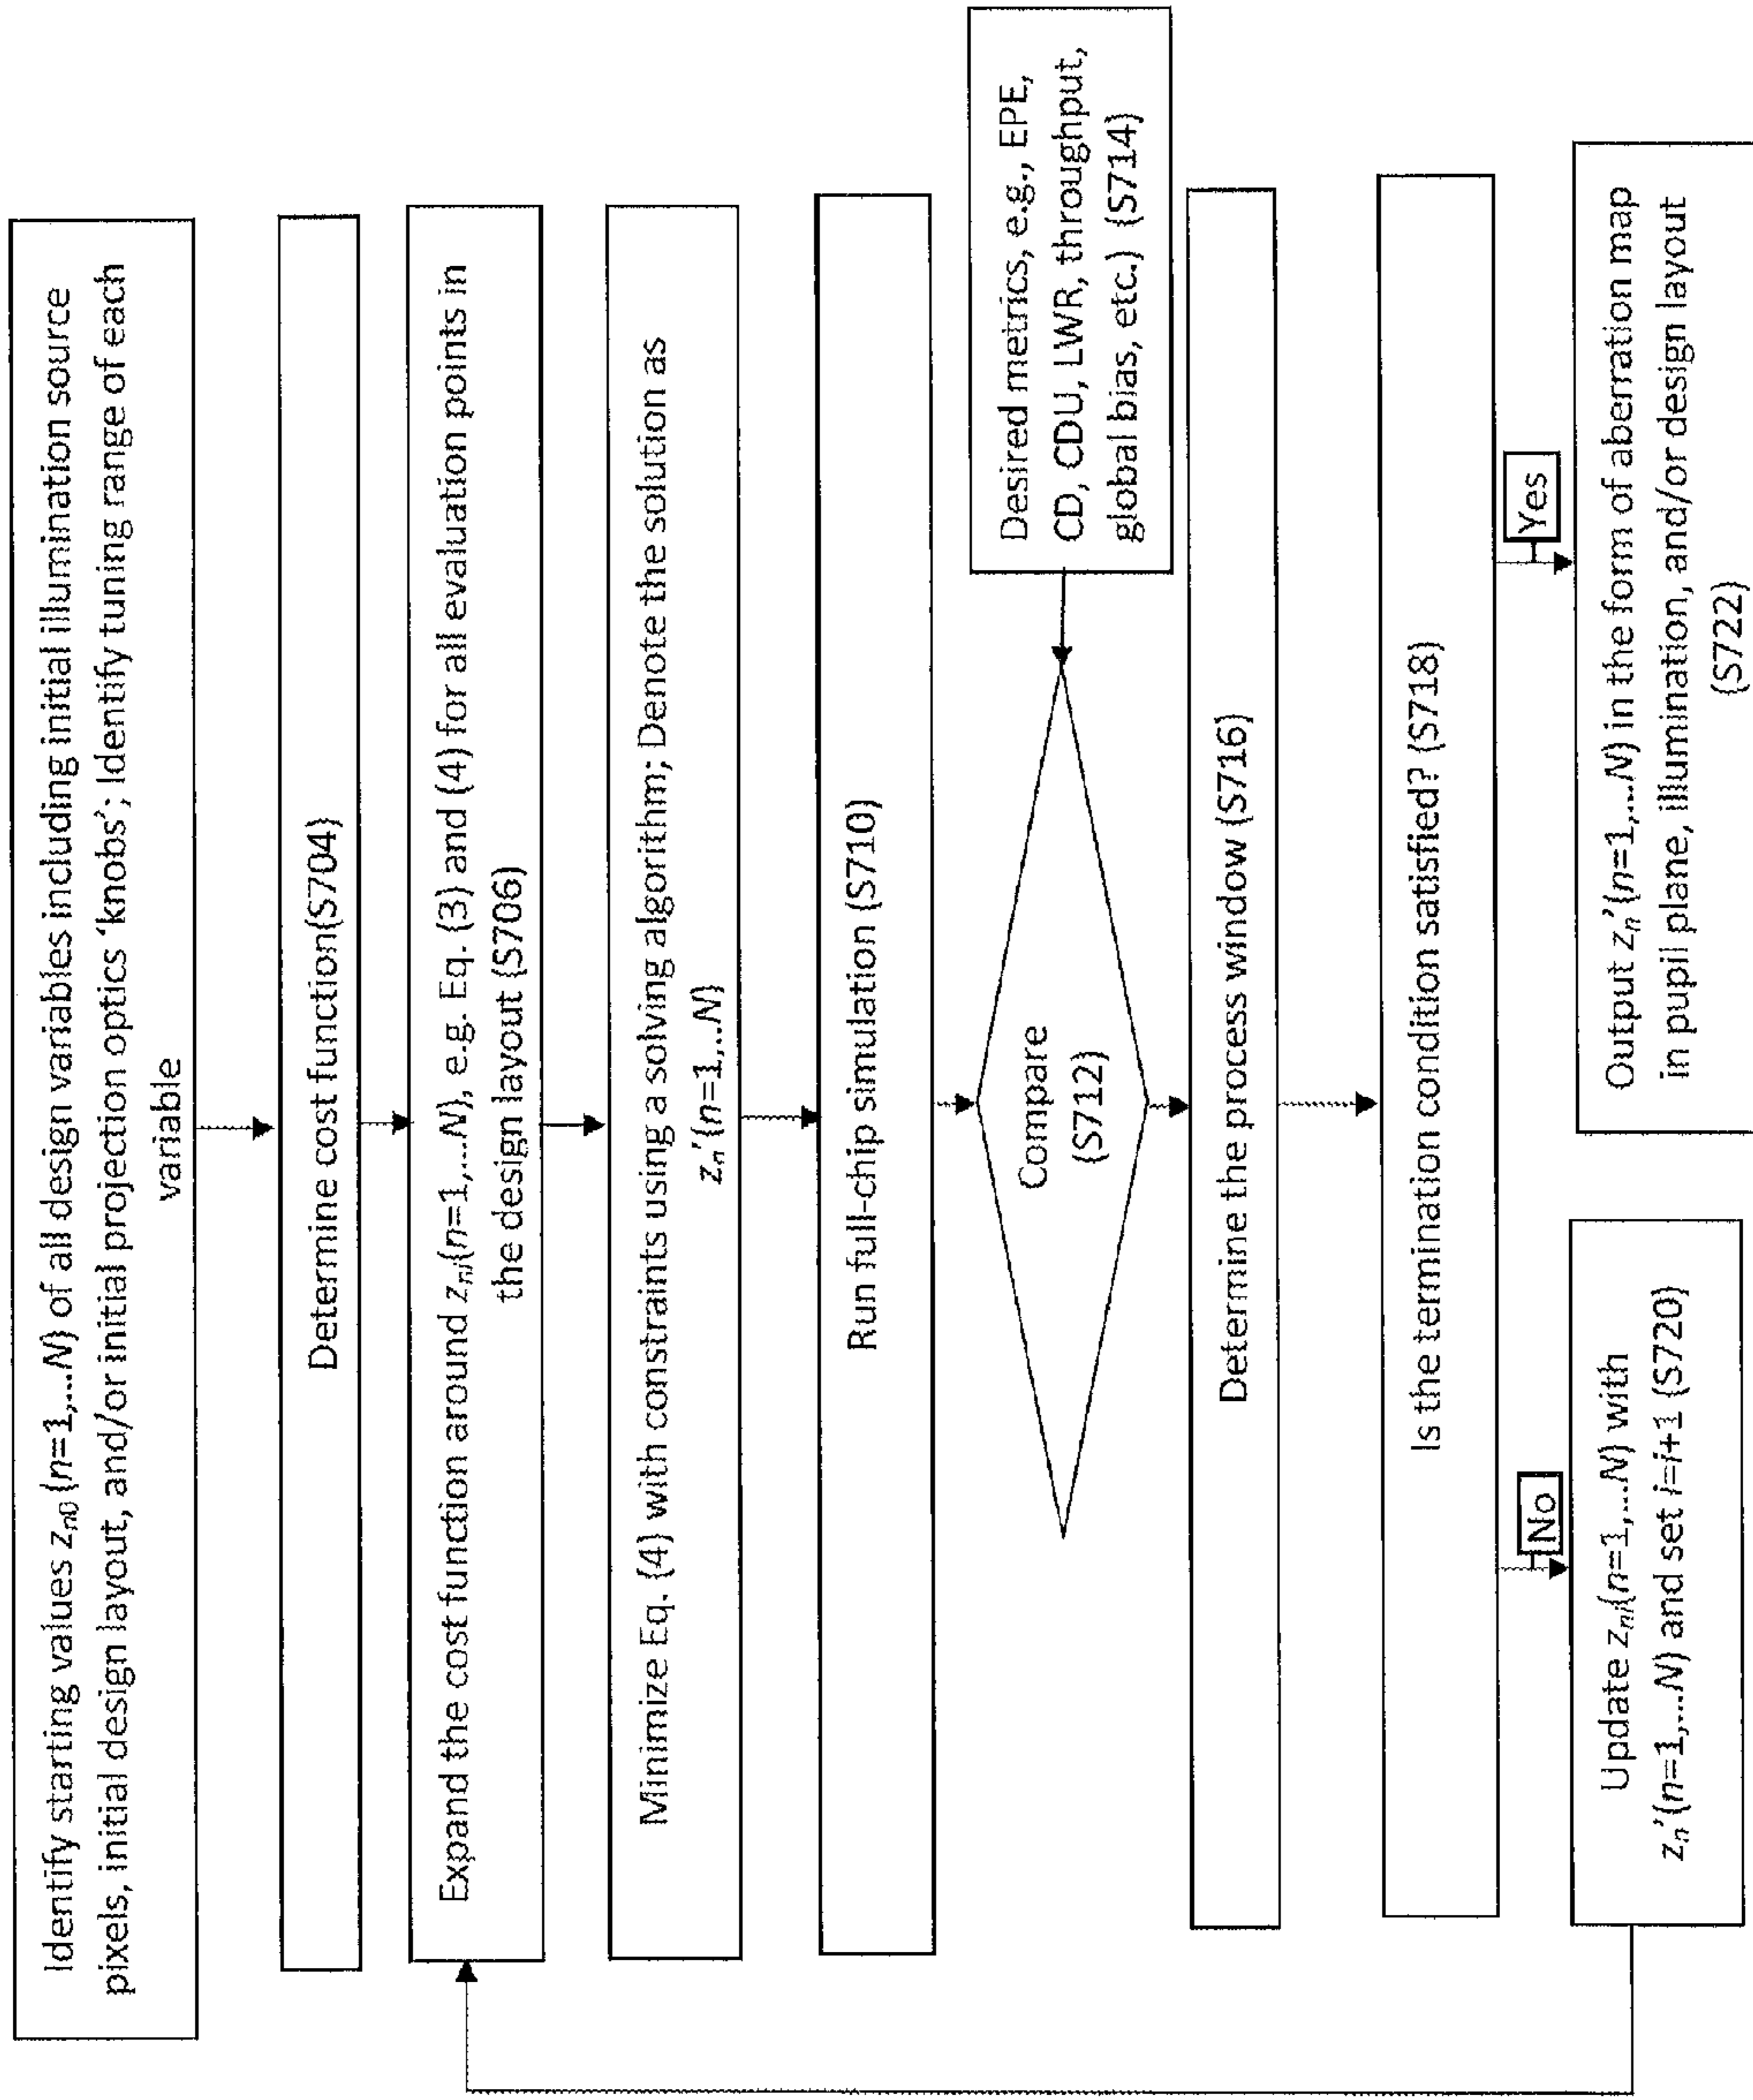 Identify starting values zn0 (n=1,...N) of all design variables including initial illumination source
pixels, initial design layout, and/or initial projection optics ‘knobs’; Identify tuning range of each
variable
Determine cost function(S704)
Expand the cost function around zni(n=1,...N), e.g. Eq. (3) and (4) for all evaluation points in
the design layout (S706)
Minimize Eq. (4) with constraints using a solving algorithm; Denote the solution as
zn’(n=1,..N)
Run full-chip simulation (S710)
Compare
(S712)
Desired metrics, e.g., EPE,
CD, CDU, LWR, throughput,
global bias, etc.) (S714)
Determine the process window (S716)
Is the termination condition satisfied? (S718)
No
Yes
Update zni(n=1,...N) with
zn’(n=1,...N) and set i=i+1 (S720)
Output zn’(n=1,...N) in the form of aberration map
in pupil plane, illumination, and/or design layout
(S722)